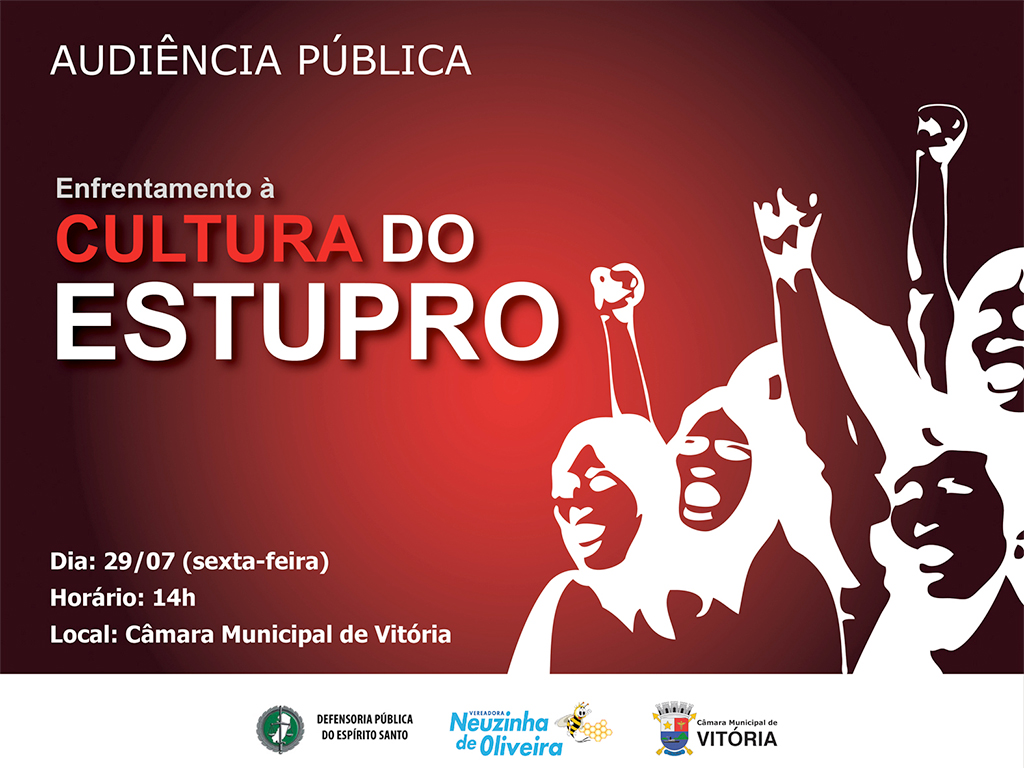 AUDIÊNCIA PÚBLICA
Enfrentamento à
CULTURA DO
ESTUPRO
Dia: 29/07 (sexta-feira)
Horário: 14h
Local: Câmara Municipal de Vitória
DEFENSORIA PÚBLICA
DO ESPÍRITO SANTO
VEREADORA
Neuzinha
de Oliveira
Câmara Municipal de
VITÓRIA